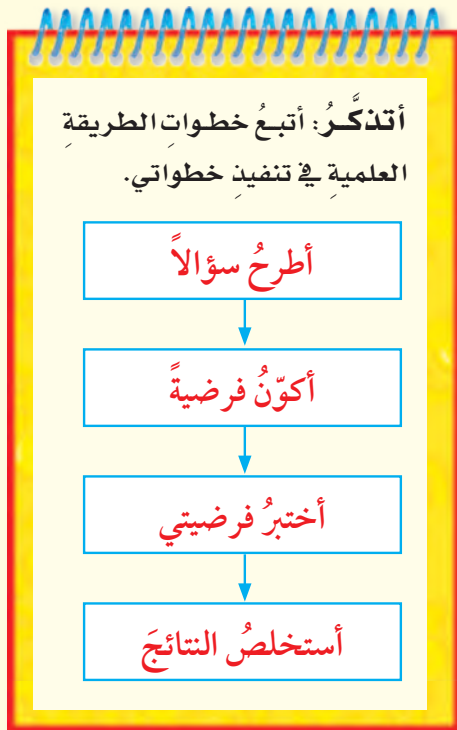 أتذكَّرُ: أتبعُ خطواتِ الطريقةِ
العلميةِ في تنفيذِ خطواتي.
أطرحُ سؤالاً
أكوّنُ فرضيةً
أختبرُ فرضيتي
أستخلصُ النتائجَ